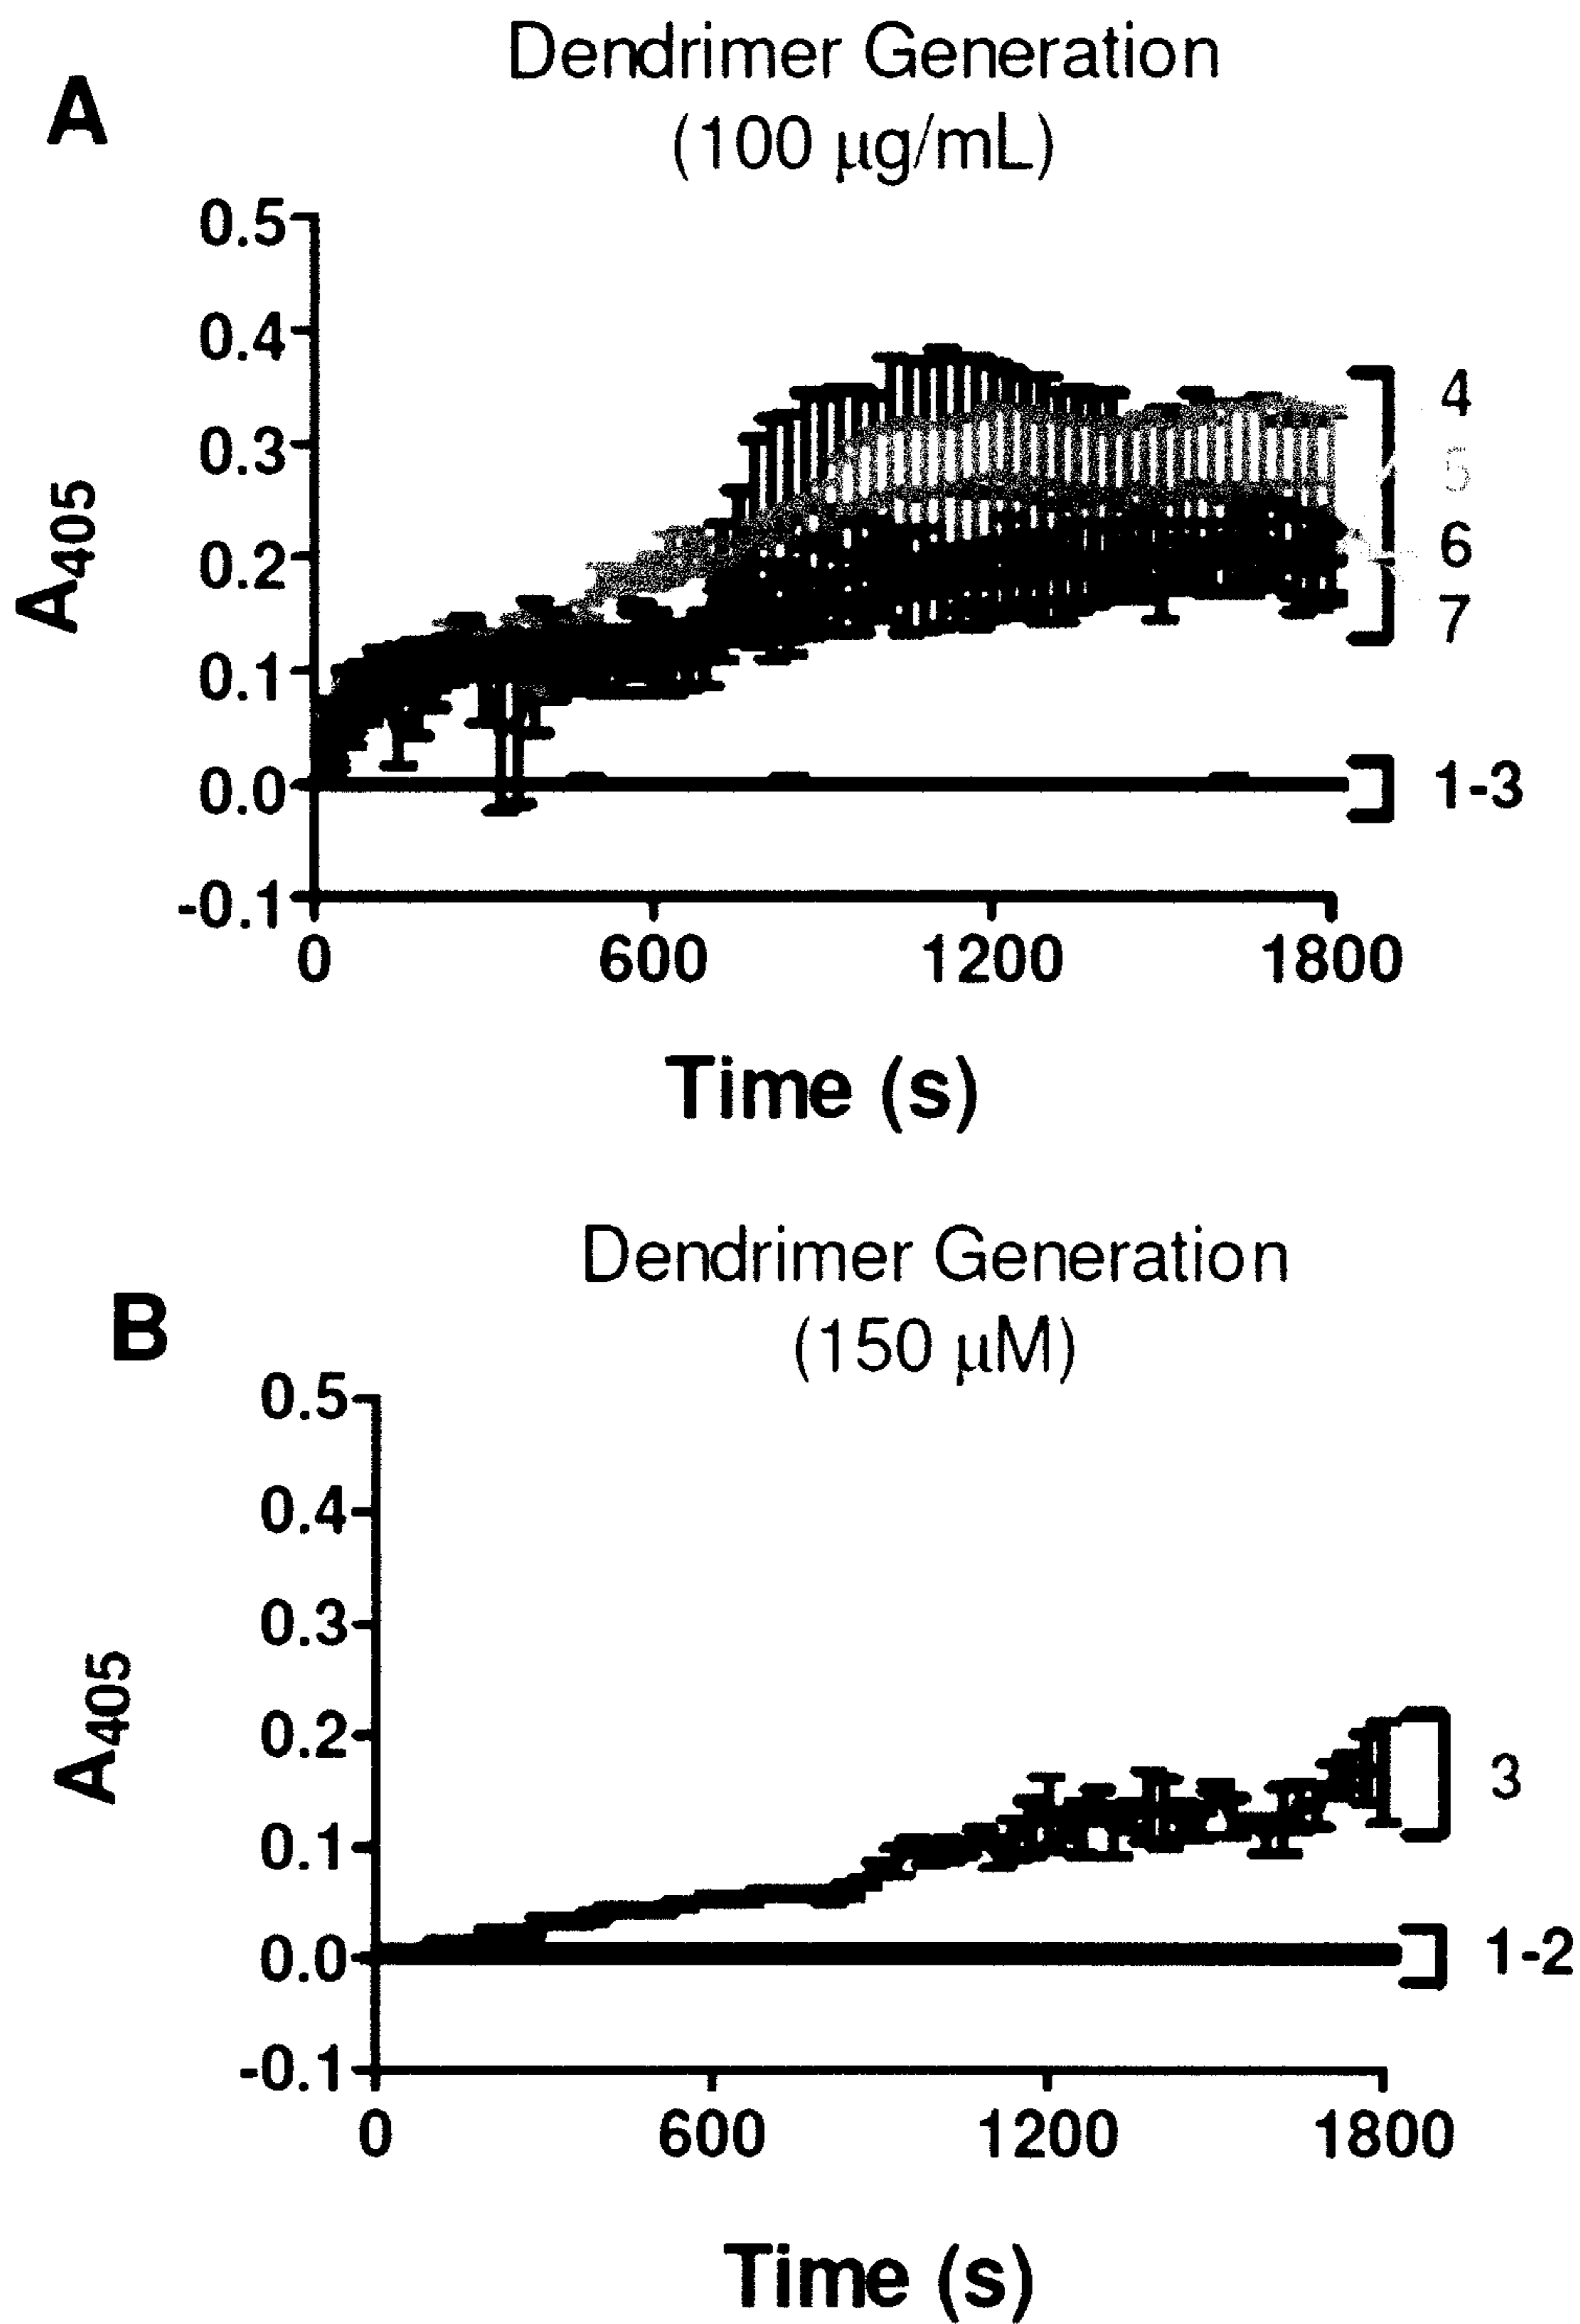 A
Dendrimer Generation
(100 µg/mL)
0.5
0.4
0.3
0.2
0.1
0.0
-0.1
A405
4
5
6
7
1-3
0 600 1200 1800
Time (s)
B
Dendrimer Generation
(150 µM)
0.5
0.4
0.3
0.2
0.1
0.0
-0.1
A405
3
1-2
0 600 1200 1800
Time (s)